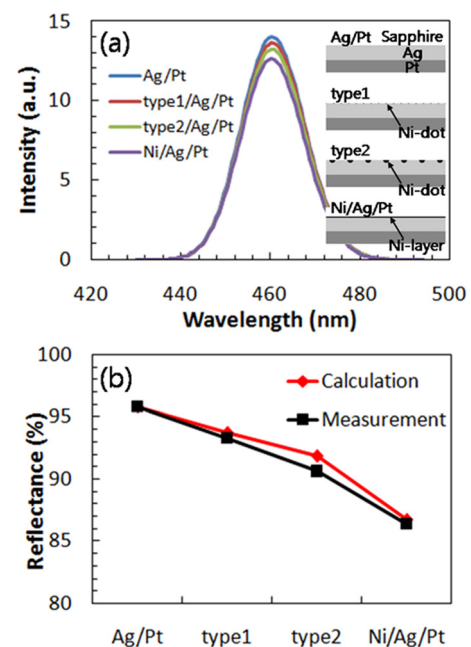 (a)
Intensity (a.u.)
15
10
5
0
Ag/Pt
type1/Ag/Pt
type2/Ag/Pt
Ni/Ag/Pt
Ag/Pt Sapphire
Ag
Pt
type1
Ni-dot
type2
Ni-dot
Ni/Ag/Pt
Ni-layer
420 440 460 480 500
Wavelength (nm)
(b)
Reflectance (%)
100
95
90
85
80
Calculation
Measurement
Ag/Pt type1 type2 Ni/Ag/Pt